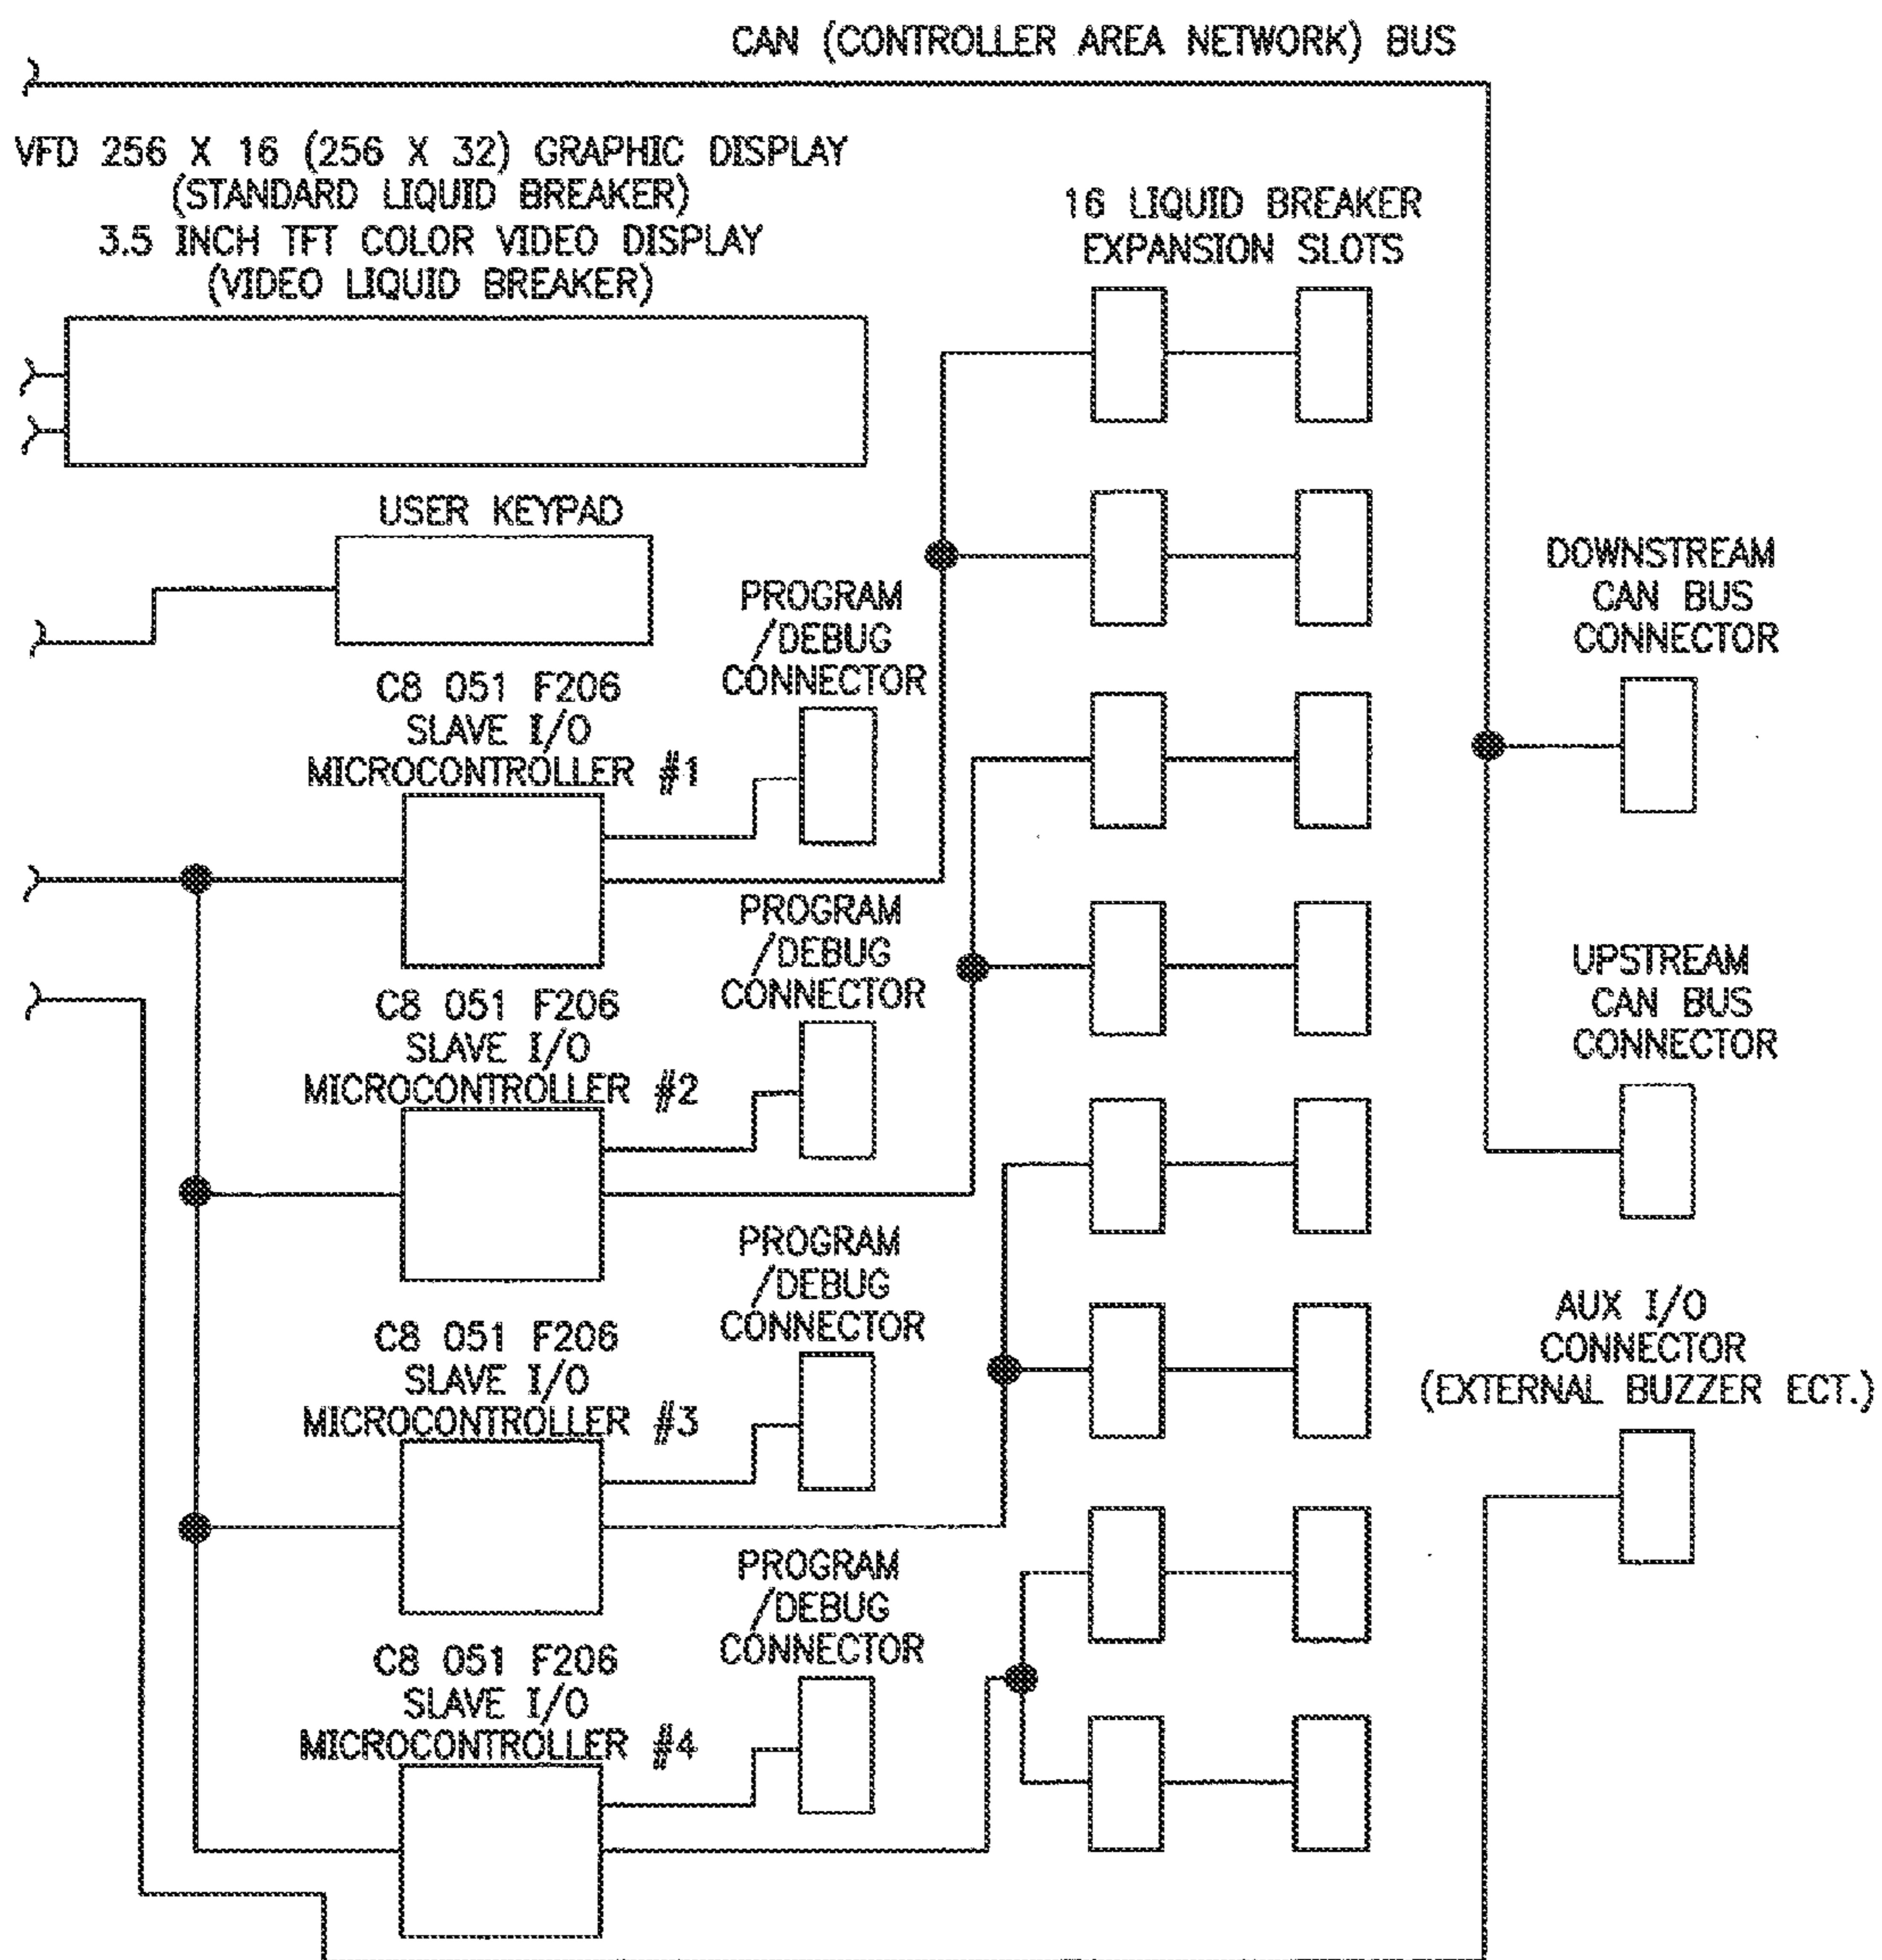 CAN (CONTROLLER AREA NETWORK) BUS
VFD 256 X 16 (256 X 32) GRAPHIC DISPLAY
(STANDARD LIQUID BREAKER)
3.5 INCH TFT COLOR VIDEO DISPLAY
(VIDEO LIQUID BREAKER)
16 LIQUID BREAKER
EXPANSION SLOTS
USER KEYPAD
PROGRAM
/DEBUG
CONNECTOR
C8 051 F206
SLAVE I/O
MICROCONTROLLER #1
DOWNSTREAM
CAN BUS
CONNECTOR
PROGRAM
/DEBUG
CONNECTOR
C8 051 F206
SLAVE I/O
MICROCONTROLLER #2
UPSTREAM
CAN BUS
CONNECTOR
PROGRAM
/DEBUG
CONNECTOR
C8 051 F206
SLAVE I/O
MICROCONTROLLER #3
AUX I/O
CONNECTOR
(EXTERNAL BUZZER ECT.)
PROGRAM
/DEBUG
CONNECTOR
C8 051 F206
SLAVE I/O
MICROCONTROLLER #4